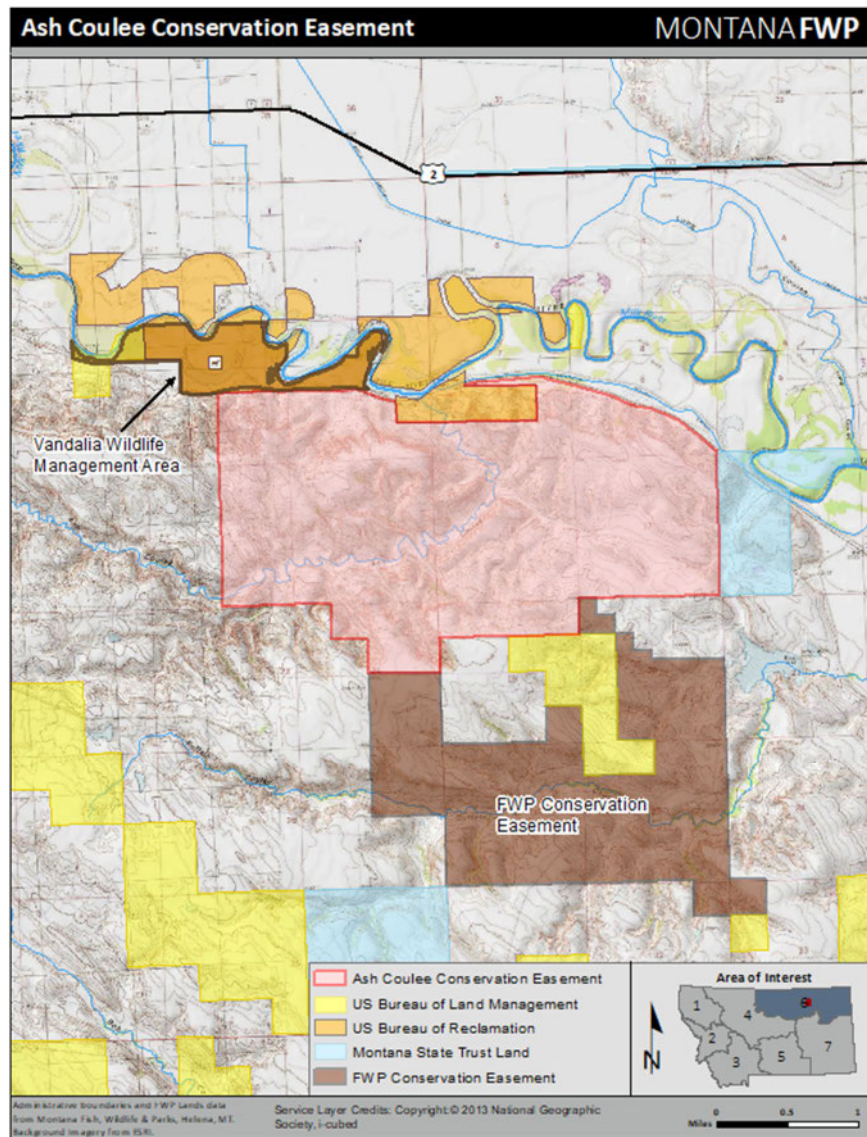 Ash Coulee Conservation Easement
MONTANA FWP
2
Vandalia Wildlife
Management Area
FWP Conservation
Easement
Ash Coulee Conservation Easement
US Bureau of Land Management
US Bureau of Reclamation
Montana State Trust Land
FWP Conservation Easement
N
Area of Interest
1
2
3
4
5
6
7
Administrative boundaries and FWP Lands data
from Montana Fish, Wildlife & Parks, Helena, MT.
Background Imagery from ESRI.
Service Layer Credits: Copyright:© 2013 National Geographic
Society, i-cubed
0 0.5 1
Miles